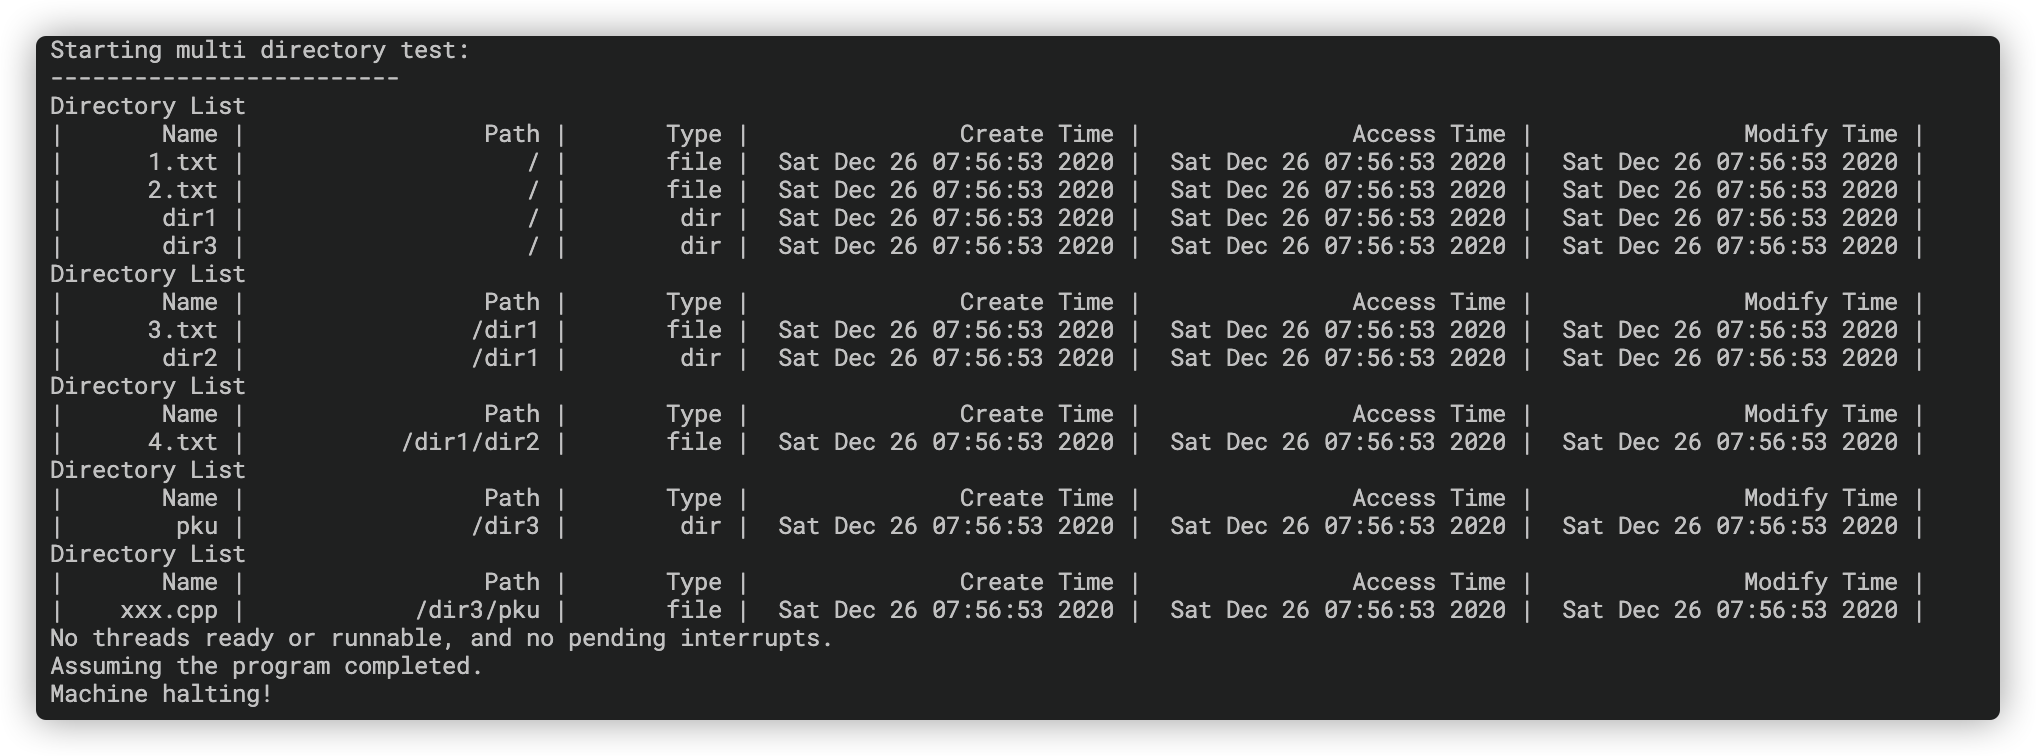 Starting multi directory test:
-------------------------
Directory List
|       Name |                 Path |       Type |               Create Time |               Access Time |               Modify Time |
|      1.txt |                    / |       file |  Sat Dec 26 07:56:53 2020 |  Sat Dec 26 07:56:53 2020 |  Sat Dec 26 07:56:53 2020 |
|      2.txt |                    / |       file |  Sat Dec 26 07:56:53 2020 |  Sat Dec 26 07:56:53 2020 |  Sat Dec 26 07:56:53 2020 |
|       dir1 |                    / |        dir |  Sat Dec 26 07:56:53 2020 |  Sat Dec 26 07:56:53 2020 |  Sat Dec 26 07:56:53 2020 |
|       dir3 |                    / |        dir |  Sat Dec 26 07:56:53 2020 |  Sat Dec 26 07:56:53 2020 |  Sat Dec 26 07:56:53 2020 |
Directory List
|       Name |                 Path |       Type |               Create Time |               Access Time |               Modify Time |
|      3.txt |                /dir1 |       file |  Sat Dec 26 07:56:53 2020 |  Sat Dec 26 07:56:53 2020 |  Sat Dec 26 07:56:53 2020 |
|       dir2 |                /dir1 |        dir |  Sat Dec 26 07:56:53 2020 |  Sat Dec 26 07:56:53 2020 |  Sat Dec 26 07:56:53 2020 |
Directory List
|       Name |                 Path |       Type |               Create Time |               Access Time |               Modify Time |
|      4.txt |           /dir1/dir2 |       file |  Sat Dec 26 07:56:53 2020 |  Sat Dec 26 07:56:53 2020 |  Sat Dec 26 07:56:53 2020 |
Directory List
|       Name |                 Path |       Type |               Create Time |               Access Time |               Modify Time |
|        pku |                /dir3 |        dir |  Sat Dec 26 07:56:53 2020 |  Sat Dec 26 07:56:53 2020 |  Sat Dec 26 07:56:53 2020 |
Directory List
|       Name |                 Path |       Type |               Create Time |               Access Time |               Modify Time |
|    xxx.cpp |            /dir3/pku |       file |  Sat Dec 26 07:56:53 2020 |  Sat Dec 26 07:56:53 2020 |  Sat Dec 26 07:56:53 2020 |
No threads ready or runnable, and no pending interrupts.
Assuming the program completed.
Machine halting!